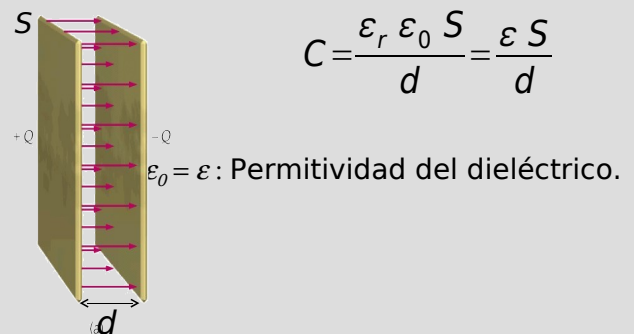 S
C = ε_r ε_0 S / d = ε S / d
+Q
– Q
ε_0 = ε : Permitividad del dieléctrico.
d